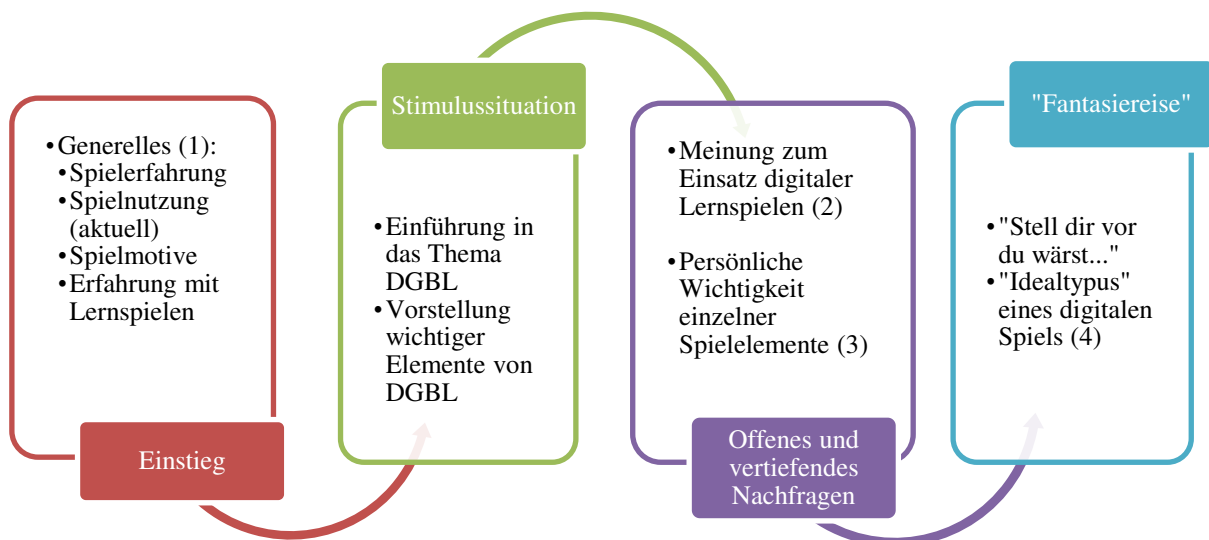 •Generelles (1):
•Spielerfahrung
•Spielnutzung
(aktuell)
•Spielmotive
•Erfahrung mit
Lernspielen
Einstieg
Stimulussituation
•Einführung in
das Thema
DGBL
•Vorstellung
wichtiger
Elemente von
DGBL
•Meinung zum
Einsatz digitaler
Lernspielen (2)
•Persönliche
Wichtigkeit
einzelner
Spielelemente (3)
Offenes und
vertiefendes
Nachfragen
"Fantasiereise"
•"Stell dir vor
du wärst..."
•"Idealtypus"
eines digitalen
Spiels (4)